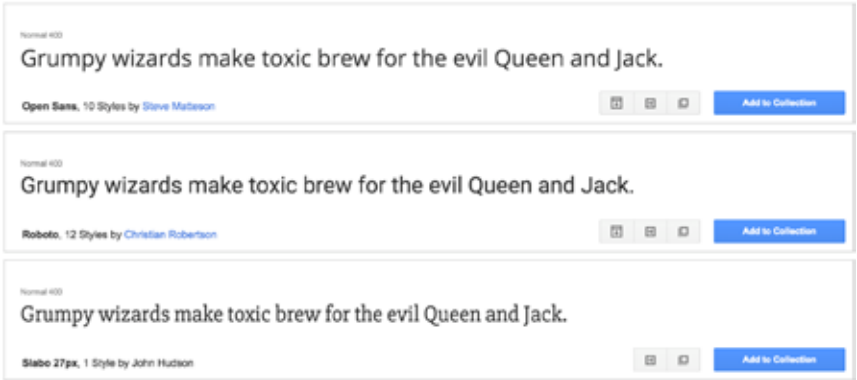 Normal 400
Grumpy wizards make toxic brew for the evil Queen and Jack.
Open Sans, 10 Styles by Steve Matteson
Add to Collection
Normal 400
Grumpy wizards make toxic brew for the evil Queen and Jack.
Roboto, 12 Styles by Christian Robertson
Add to Collection
Normal 400
Grumpy wizards make toxic brew for the evil Queen and Jack.
Slabo 27px, 1 Style by John Hudson
Add to Collection